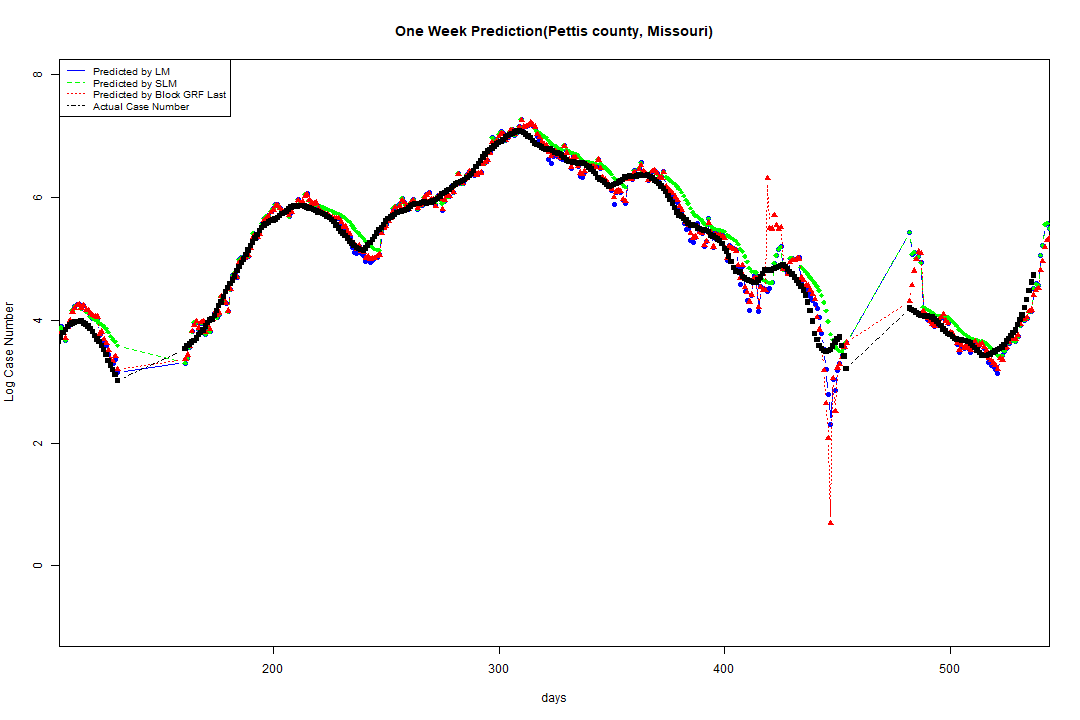 One Week Prediction(Pettis county, Missouri)
Predicted by LM
Predicted by SLM
Predicted by Block GRF Last
Actual Case Number
8
6
4
2
0
Log Case Number
200
300
400
500
days